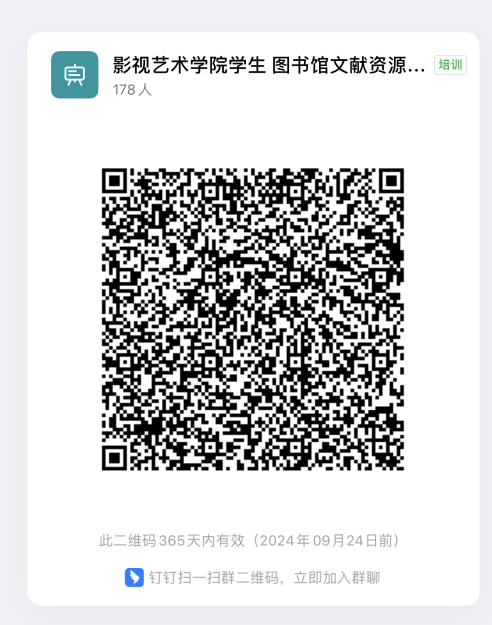 影视艺术学院学生 图书馆文献资源... 培训
178人
此二维码365天内有效（2024年09月24日前）
钉钉扫一扫群二维码，立即加入群聊